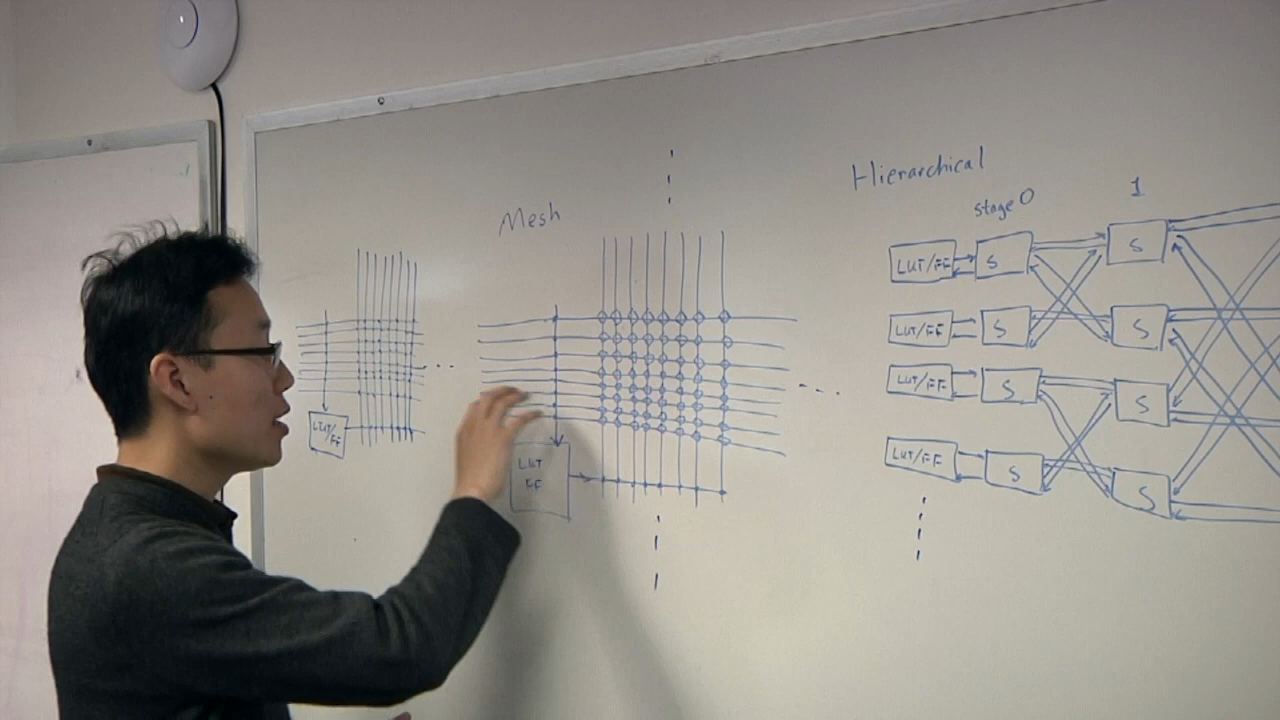 Mesh
LUT/
FF
LUT
FF
Hierarchical
stage 0
1
LUT/FF
S
S
LUT/FF
S
S
LUT/FF
S
S
LUT/FF
S
S